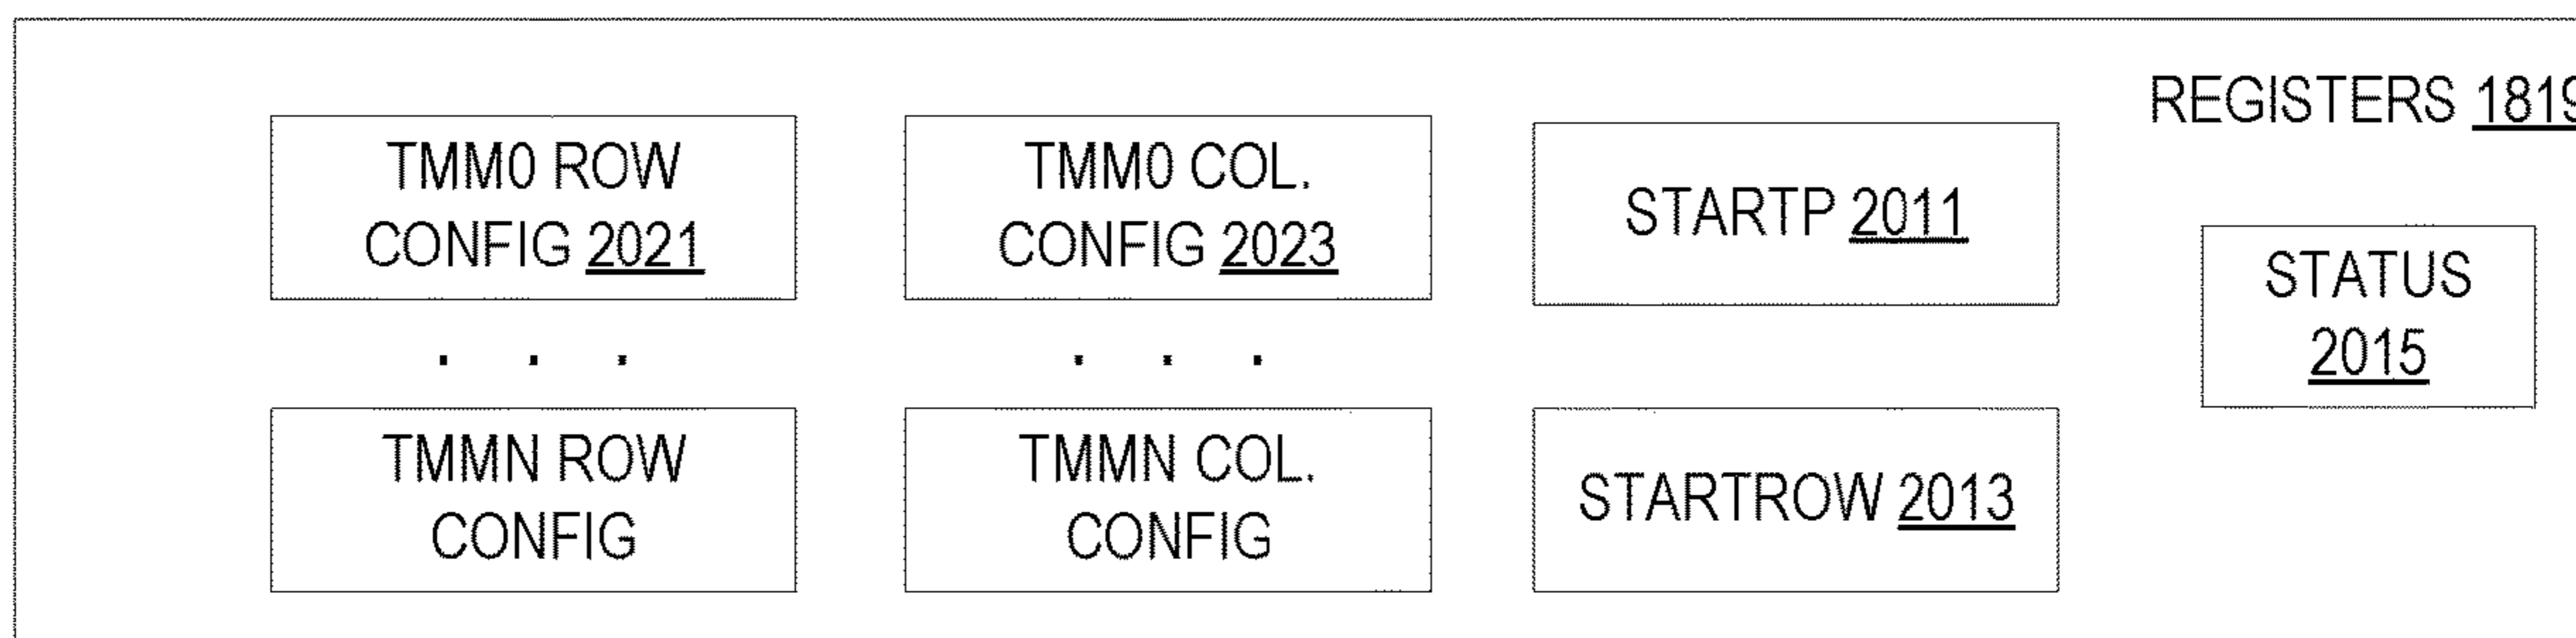 REGISTERS 1819
TMM0 ROW
CONFIG 2021
TMM0 COL.
CONFIG 2023
STARTP 2011
STATUS
2015
. . .
. . .
TMMN ROW
CONFIG
TMMN COL.
CONFIG
STARTROW 2013